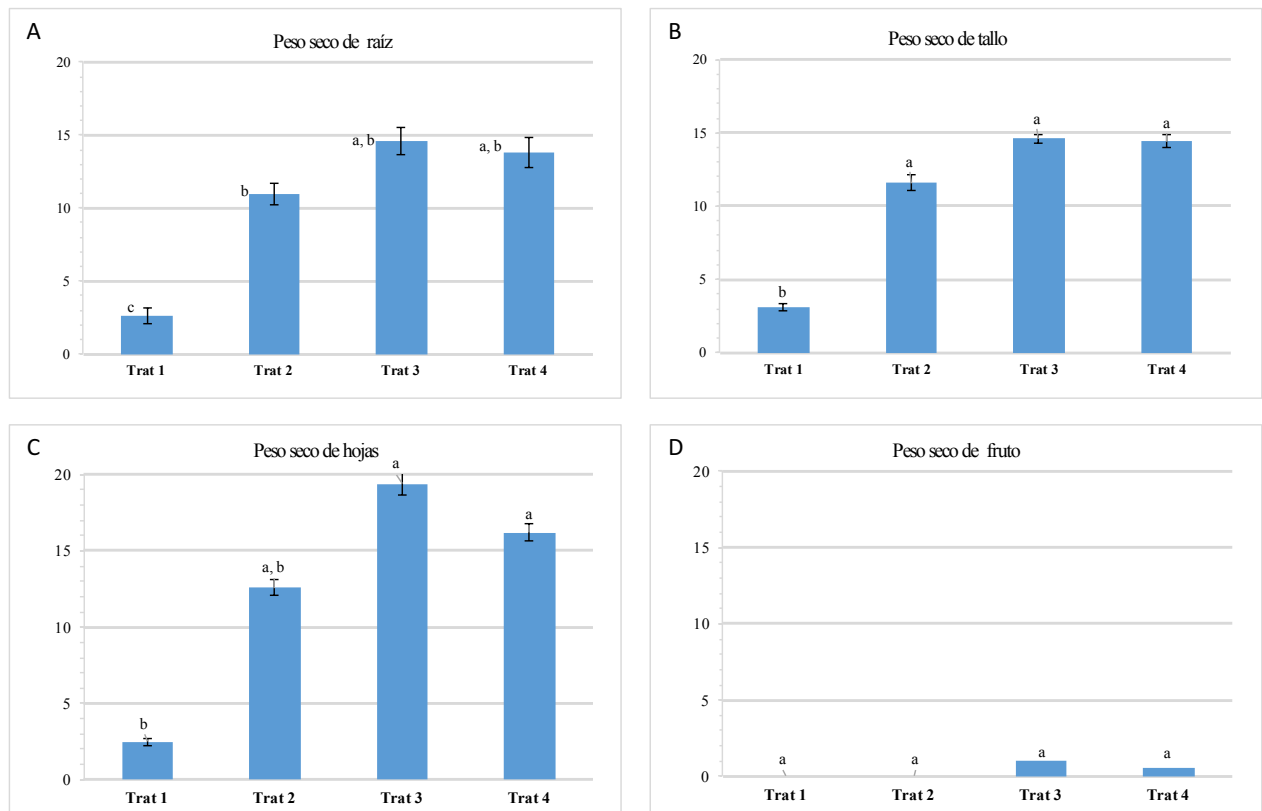 A
Peso seco de raíz
20
15
10
5
0
c
b
a, b
a, b
Trat 1 Trat 2 Trat 3 Trat 4
B
Peso seco de tallo
20
15
10
5
0
b
a
a
a
Trat 1 Trat 2 Trat 3 Trat 4
C
Peso seco de hojas
20
15
10
5
0
b
a, b
a
a
Trat 1 Trat 2 Trat 3 Trat 4
D
Peso seco de fruto
20
15
10
5
0
a
a
a
a
Trat 1 Trat 2 Trat 3 Trat 4